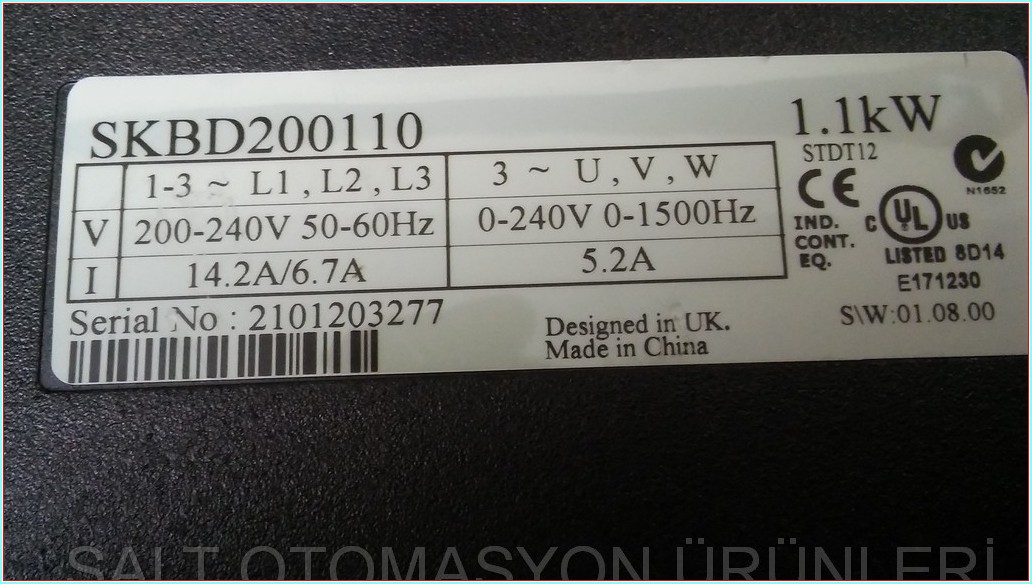 SKBD200110
1.1kW
STDT12
1-3 ~ L1 , L2 , L3
3 ~ U , V , W
N1652
V
200-240V 50-60Hz
0-240V 0-1500Hz
I
14.2A/6.7A
5.2A
CE
IND.
CONT.
EQ.
C UL US
LISTED 8D14
E171230
Serial No : 2101203277
Designed in UK.
Made in China
S\W:01.08.00
SALT OTOMASYON ÜRÜNLERİ